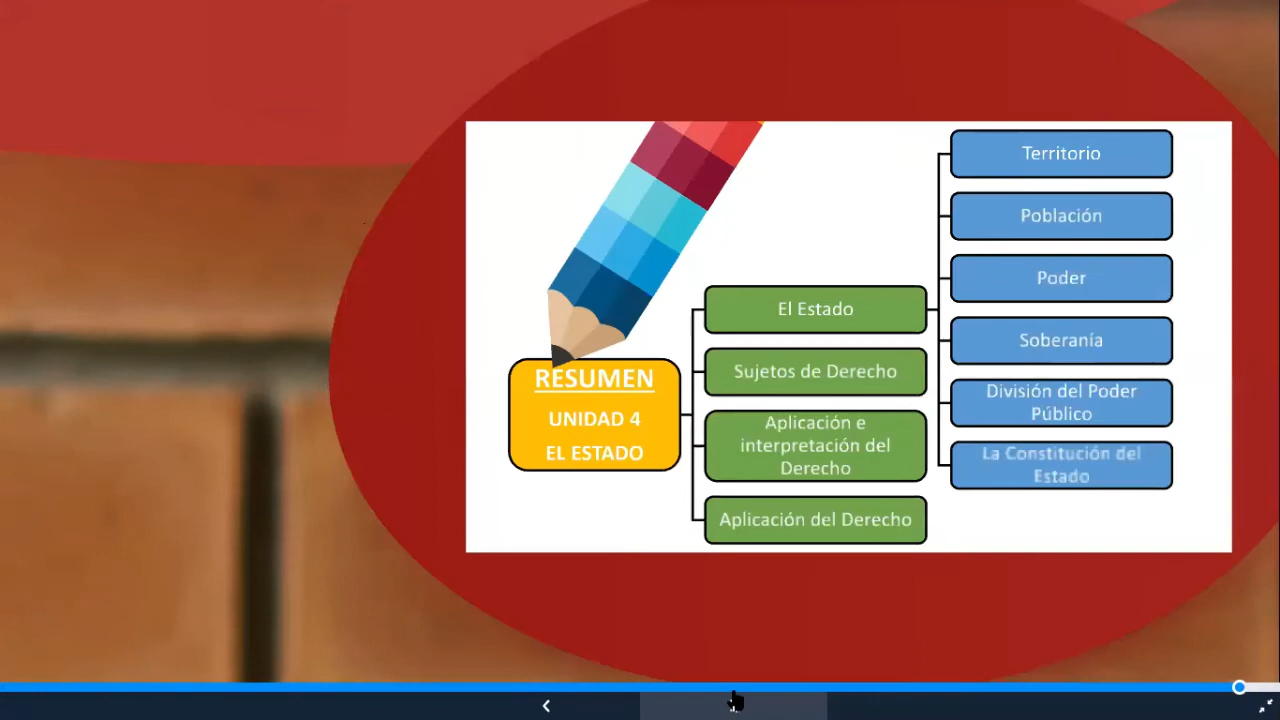 RESUMEN
UNIDAD 4
EL ESTADO
El Estado
Sujetos de Derecho
Aplicación e
interpretación del
Derecho
Aplicación del Derecho
Territorio
Población
Poder
Soberanía
División del Poder
Público
La Constitución del
Estado